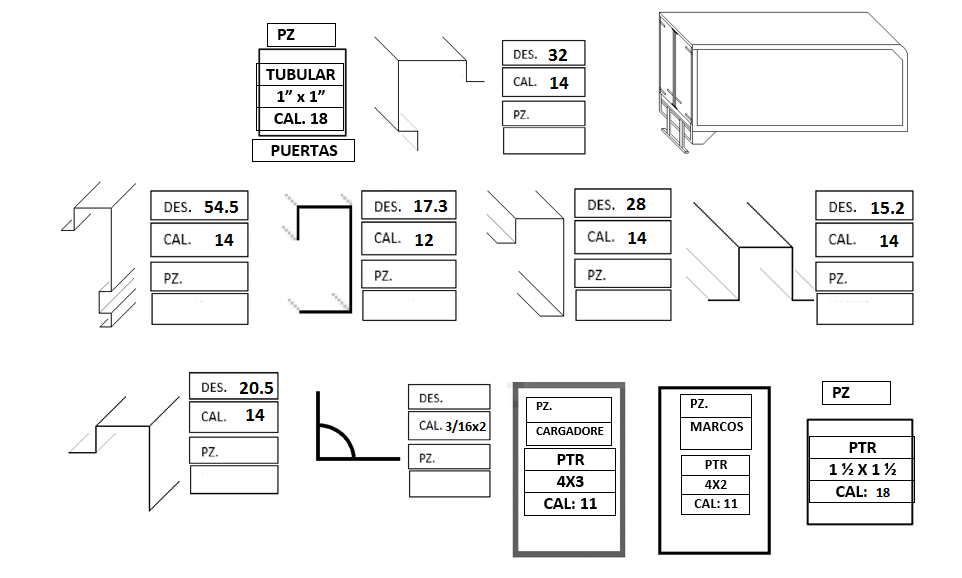 PZ
TUBULAR
1” x 1”
CAL. 18
PUERTAS
DES. 32
CAL. 14
PZ.
DES. 54.5
CAL. 14
PZ.
DES. 17.3
CAL. 12
PZ.
DES. 28
CAL. 14
PZ.
DES. 15.2
CAL. 14
PZ.
DES. 20.5
CAL. 14
PZ.
DES.
CAL. 3/16x2
PZ.
PZ.
CARGADORE
PTR
4X3
CAL: 11
PZ.
MARCOS
PTR
4X2
CAL: 11
PZ
PTR
1 ½ X 1 ½
CAL: 18